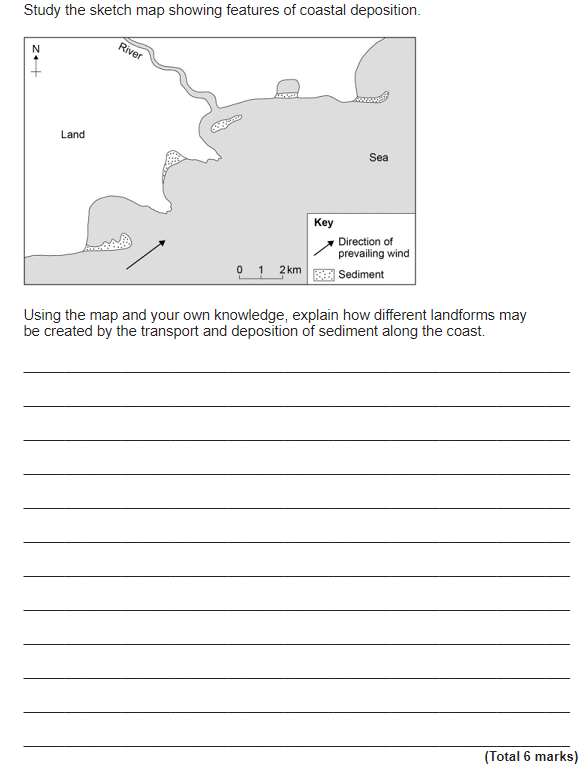 Study the sketch map showing features of coastal deposition.
N
River
Land
Sea
Key
Direction of
prevailing wind
0 1 2 km
Sediment
Using the map and your own knowledge, explain how different landforms may
be created by the transport and deposition of sediment along the coast.
(Total 6 marks)